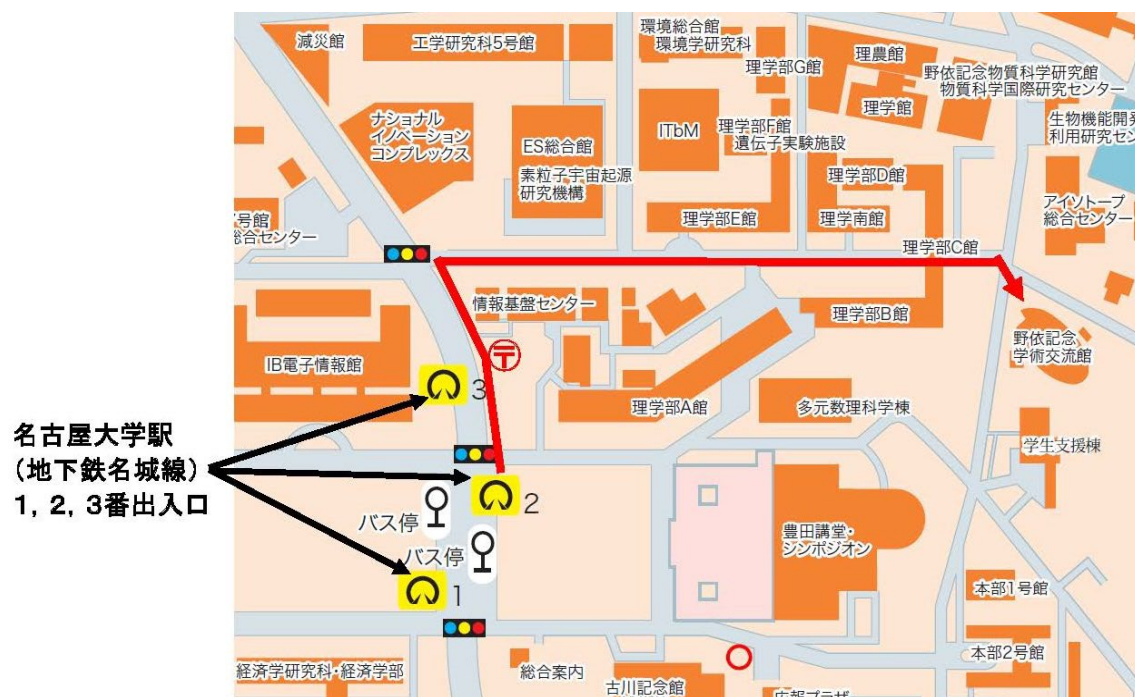 減災館
工学研究科5号館
環境総合館
環境学研究科
理学部G館
理農館
野依記念物質科学研究館
物質科学国際研究センター
理学館
ナショナル
イノベーション
コンプレックス
ES総合館
素粒子宇宙起源
研究機構
ITbM
理学部F館
遺伝子実験施設
生物機能開発
利用研究セン
理学部D館
アイソトープ
総合センター
理学部E館
理学南館
号館
総合センター
理学部C館
情報基盤センター
理学部B館
野依記念
学術交流館
IB電子情報館
〒
3
理学部A館
多元数理科学棟
名古屋大学駅
(地下鉄名城線)
1, 2, 3番出入口
学生支援棟
2
バス停
バス停
豊田講堂・
シンポジオン
1
本部1号館
本部2号館
経済学研究科・経済学部
総合案内
古川記念館
広報プラザ